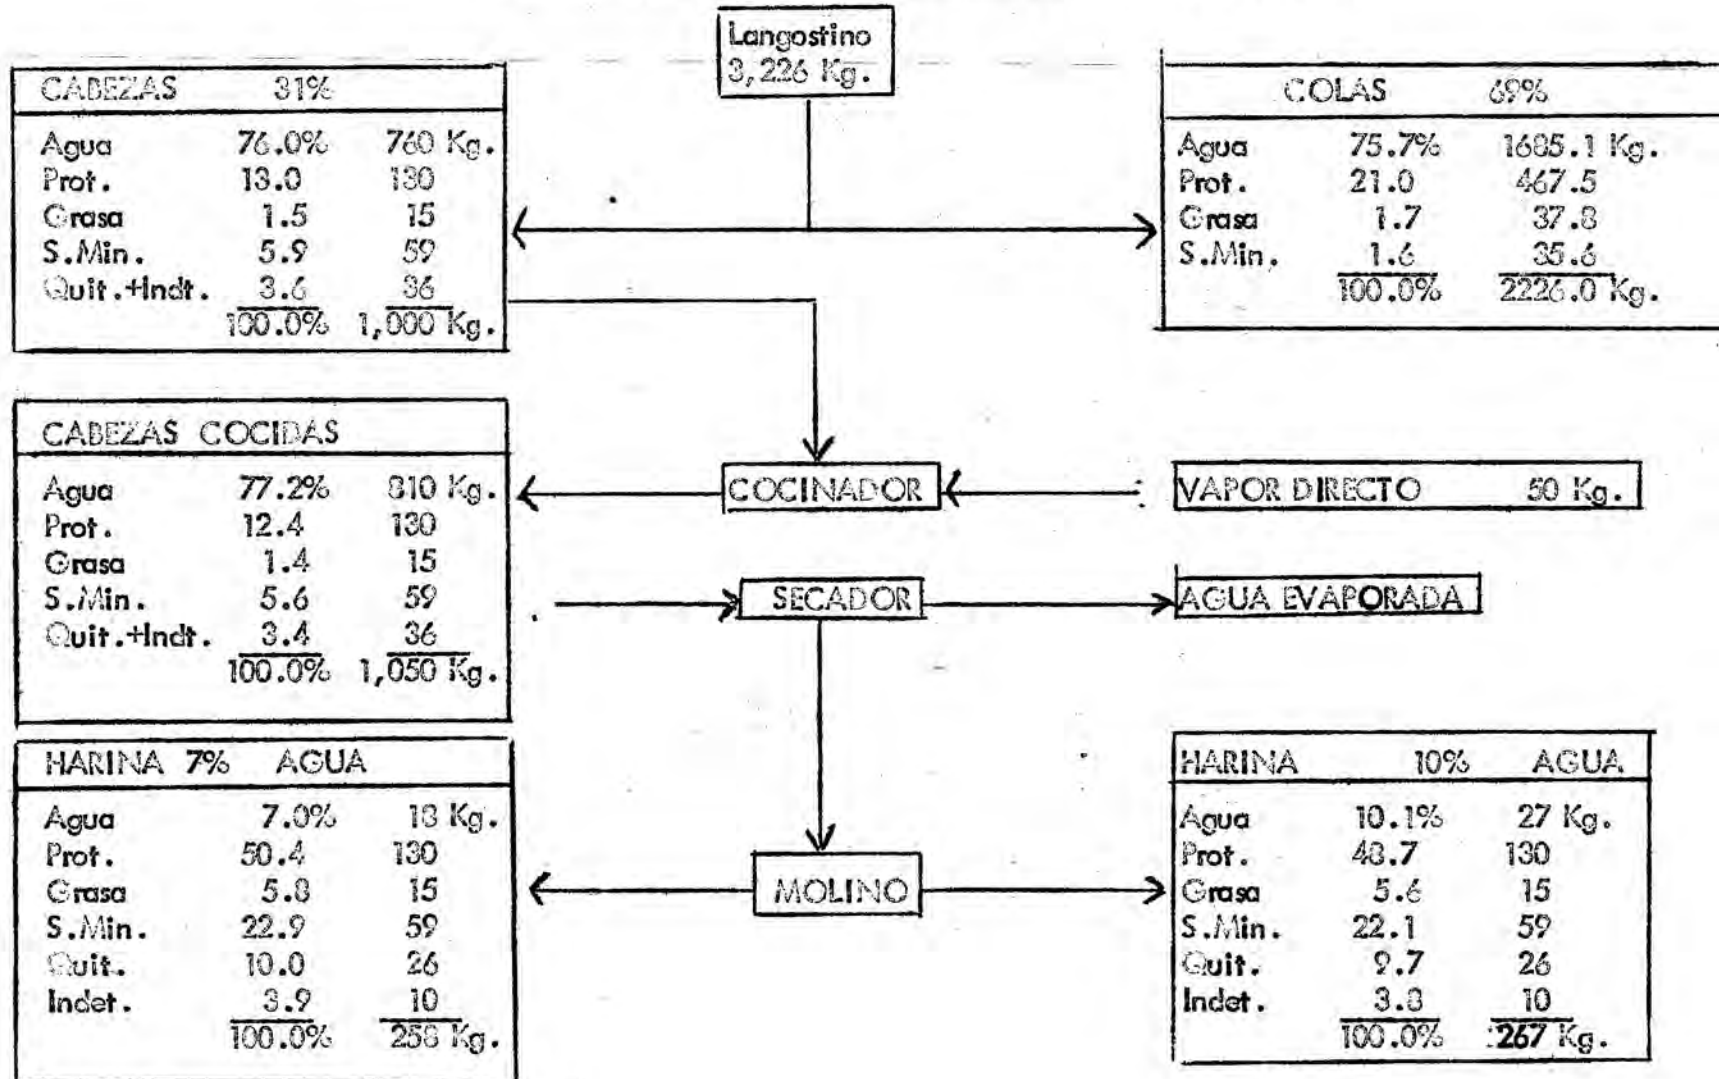 Langostino
3,226 Kg.
CABEZAS 31%
Agua 76.0% 760 Kg.
Prot. 13.0 130
Grasa 1.5 15
S.Min. 5.9 59
Quit.+Indt. 3.6 36
100.0% 1,000 Kg.
COLAS 69%
Agua 75.7% 1685.1 Kg.
Prot. 21.0 467.5
Grasa 1.7 37.8
S.Min. 1.6 35.6
100.0% 2226.0 Kg.
CABEZAS COCIDAS
Agua 77.2% 810 Kg.
Prot. 12.4 130
Grasa 1.4 15
S.Min. 5.6 59
Quit.+Indt. 3.4 36
100.0% 1,050 Kg.
COCINADOR
VAPOR DIRECTO 50 Kg.
SECADOR
AGUA EVAPORADA
HARINA 7% AGUA
Agua 7.0% 18 Kg.
Prot. 50.4 130
Grasa 5.8 15
S.Min. 22.9 59
Quit. 10.0 26
Indet. 3.9 10
100.0% 258 Kg.
MOLINO
HARINA 10% AGUA
Agua 10.1% 27 Kg.
Prot. 48.7 130
Grasa 5.6 15
S.Min. 22.1 59
Quit. 9.7 26
Indet. 3.8 10
100.0% 267 Kg.